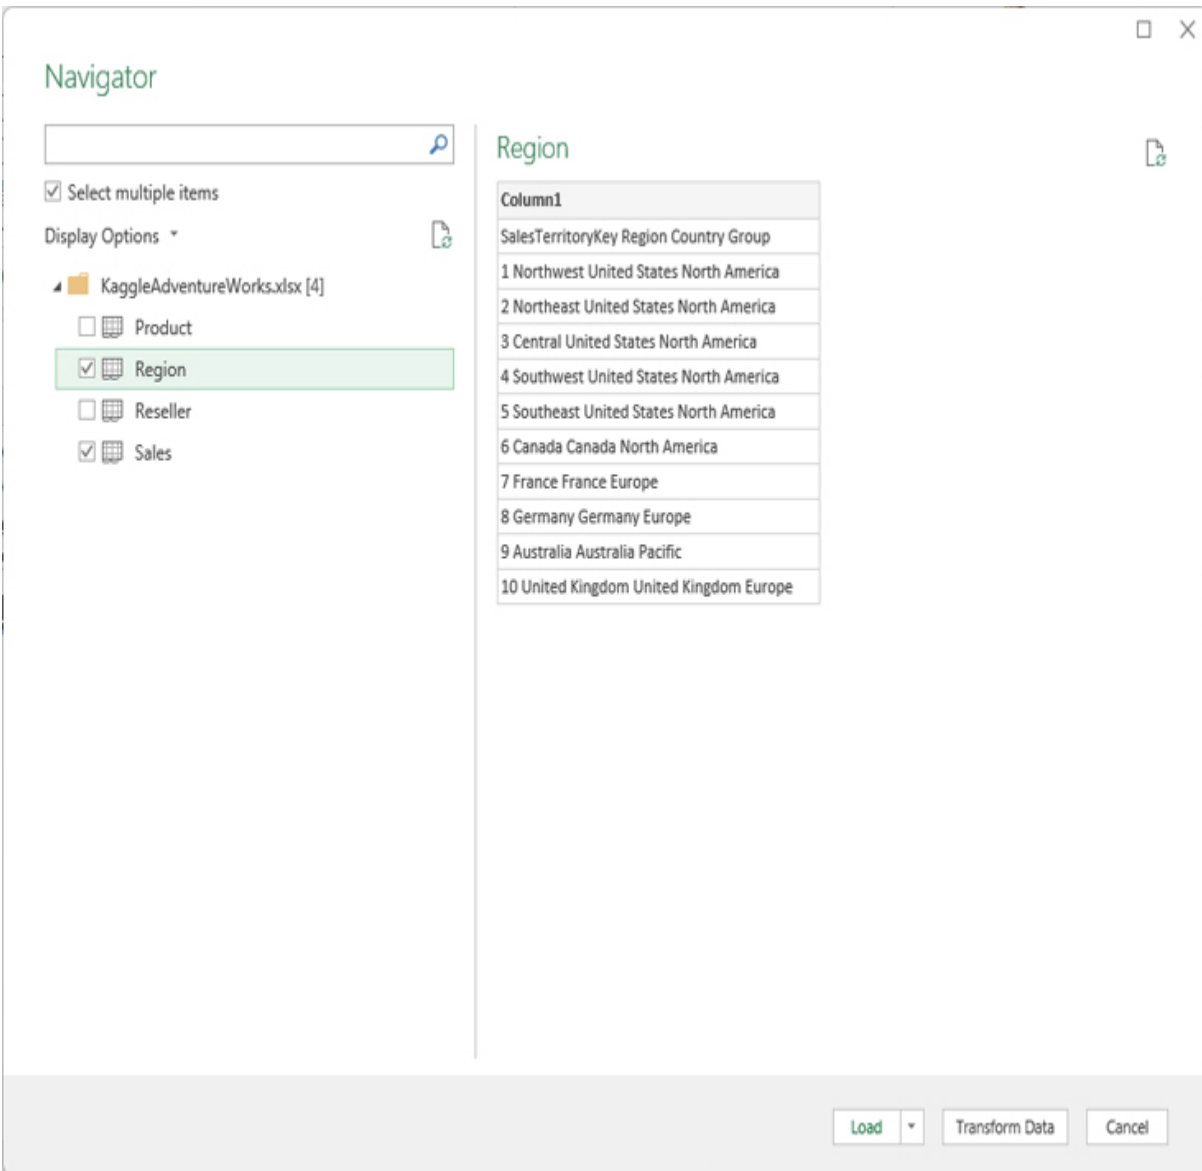 Navigator
Select multiple items
Display Options
KaggleAdventureWorks.xlsx [4]
Product
Region
Reseller
Sales
Region
Column1
SalesTerritoryKey Region Country Group
1 Northwest United States North America
2 Northeast United States North America
3 Central United States North America
4 Southwest United States North America
5 Southeast United States North America
6 Canada Canada North America
7 France France Europe
8 Germany Germany Europe
9 Australia Australia Pacific
10 United Kingdom United Kingdom Europe
Load
Transform Data
Cancel